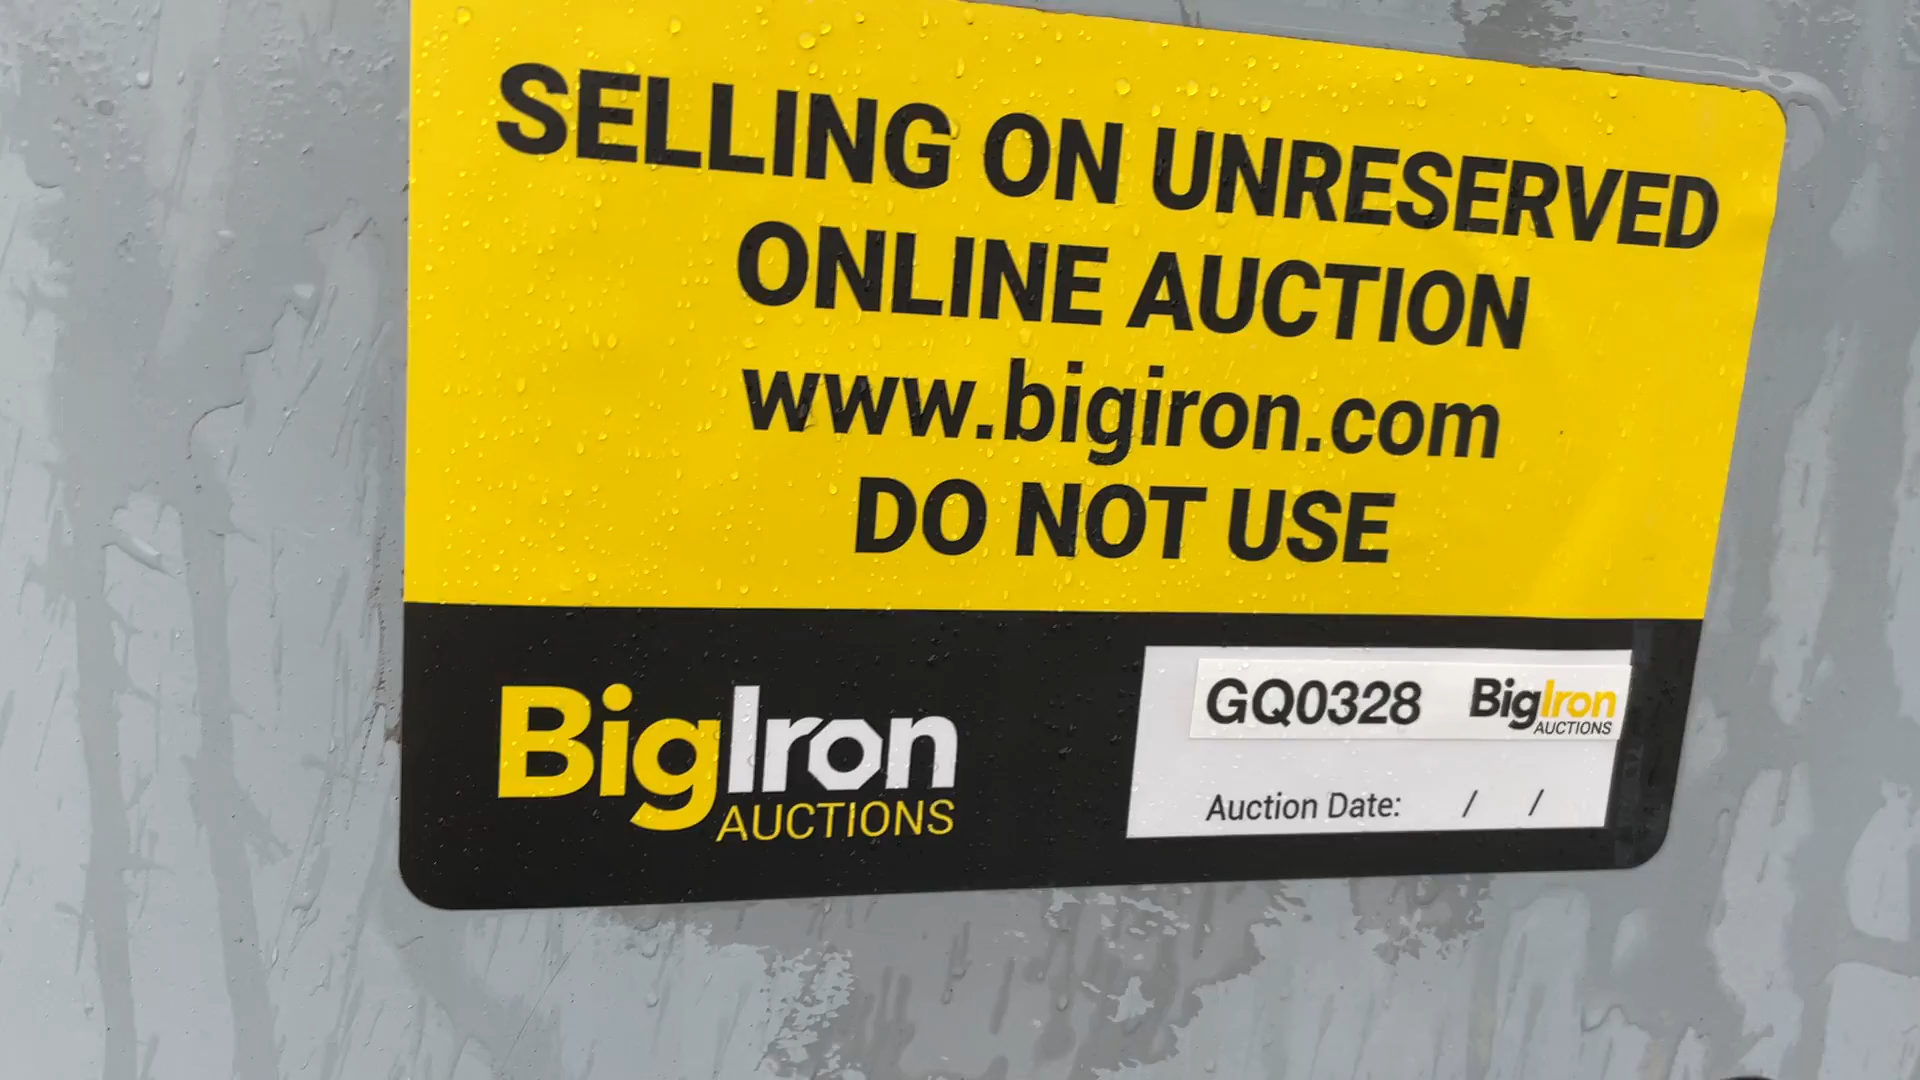 SELLING ON UNRESERVED
ONLINE AUCTION
www.bigiron.com
DO NOT USE
BigIron
AUCTIONS
GQ0328
BigIron
AUCTIONS
Auction Date: / /